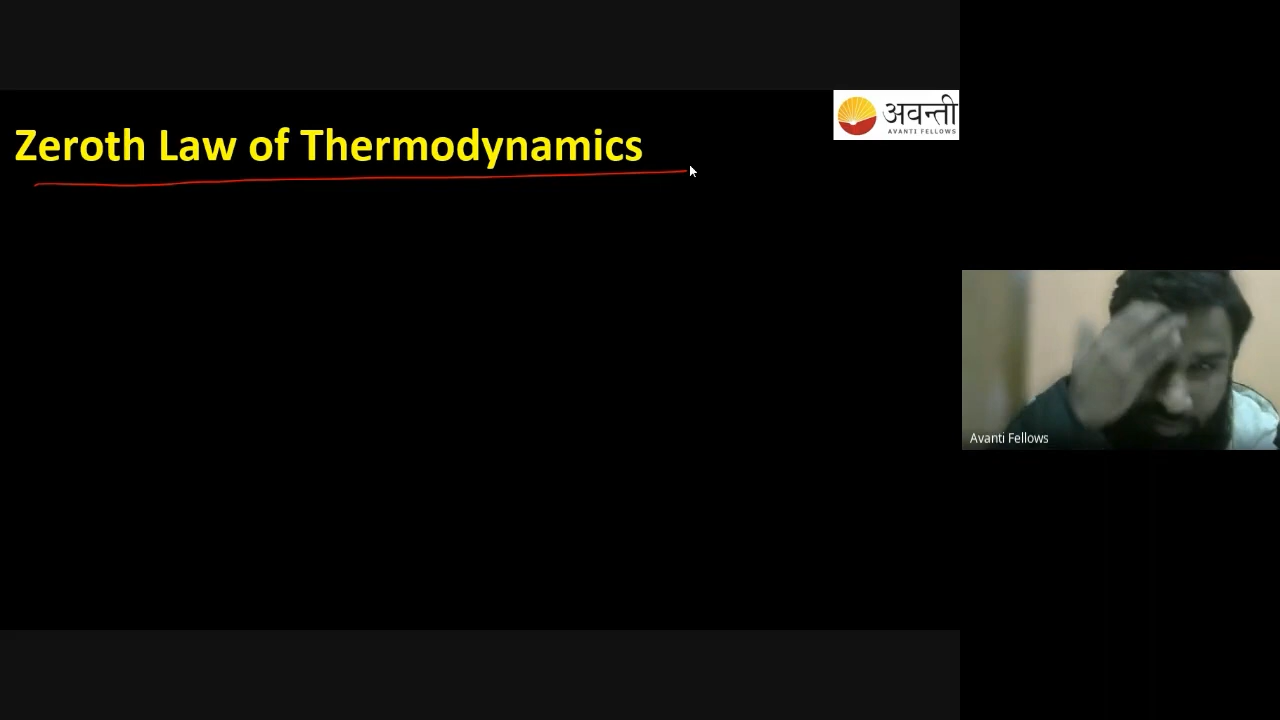 Zeroth Law of Thermodynamics
अवन्ती
AVANTI FELLOWS
Avanti Fellows